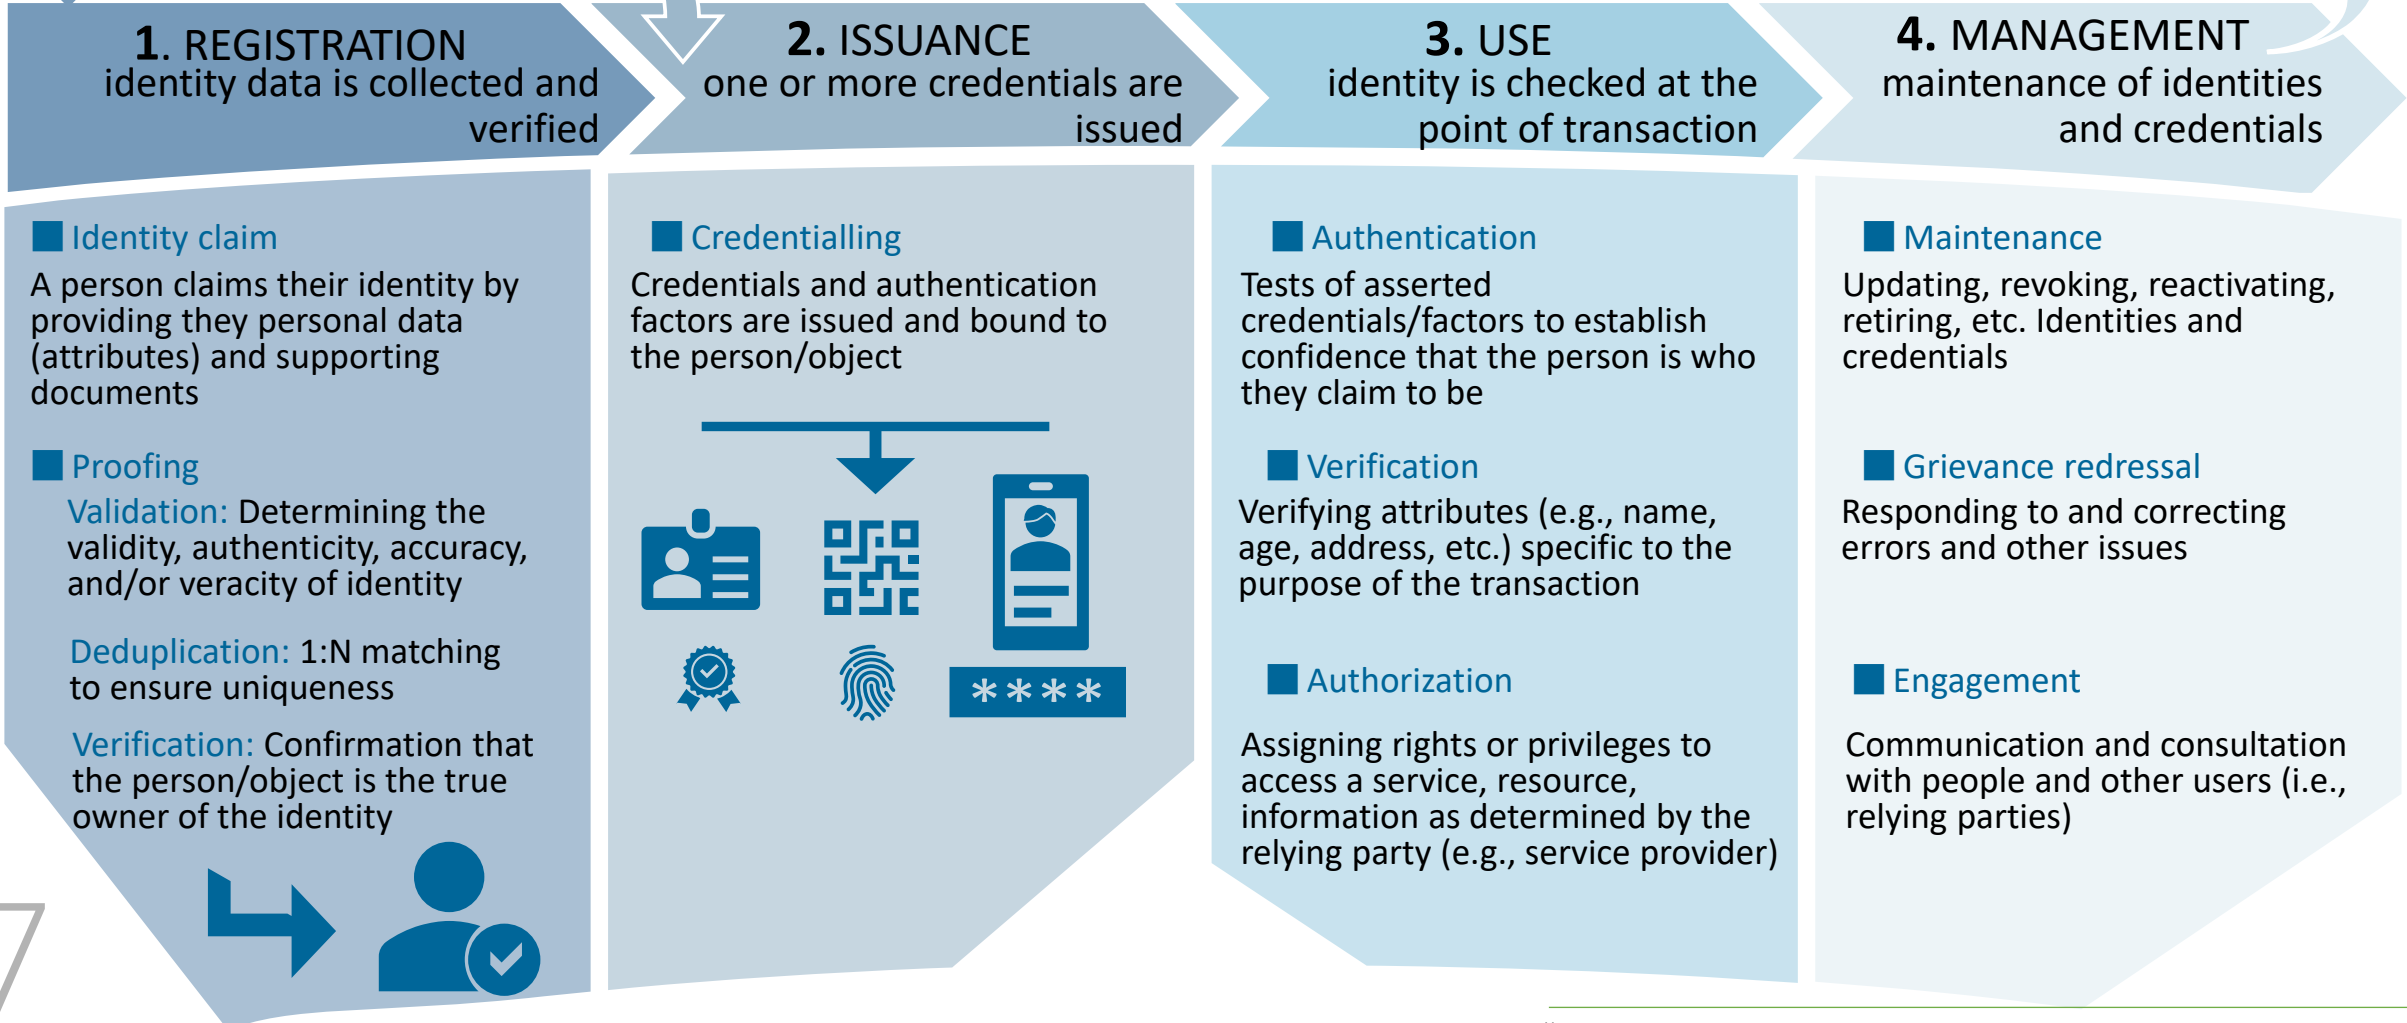 1. REGISTRATION
identity data is collected and
verified
Identity claim
A person claims their identity by
providing they personal data
(attributes) and supporting
documents
Proofing
Validation: Determining the
validity, authenticity, accuracy,
and/or veracity of identity
Deduplication: 1:N matching
to ensure uniqueness
Verification: Confirmation that
the person/object is the true
owner of the identity
2. ISSUANCE
one or more credentials are
issued
Credentialling
Credentials and authentication
factors are issued and bound to
the person/object
****
3. USE
identity is checked at the
point of transaction
Authentication
Tests of asserted
credentials/factors to establish
confidence that the person is who
they claim to be
Verification
Verifying attributes (e.g., name,
age, address, etc.) specific to the
purpose of the transaction
Authorization
Assigning rights or privileges to
access a service, resource,
information as determined by the
relying party (e.g., service provider)
4. MANAGEMENT
maintenance of identities
and credentials
Maintenance
Updating, revoking, reactivating,
retiring, etc. Identities and
credentials
Grievance redressal
Responding to and correcting
errors and other issues
Engagement
Communication and consultation
with people and other users (i.e.,
relying parties)